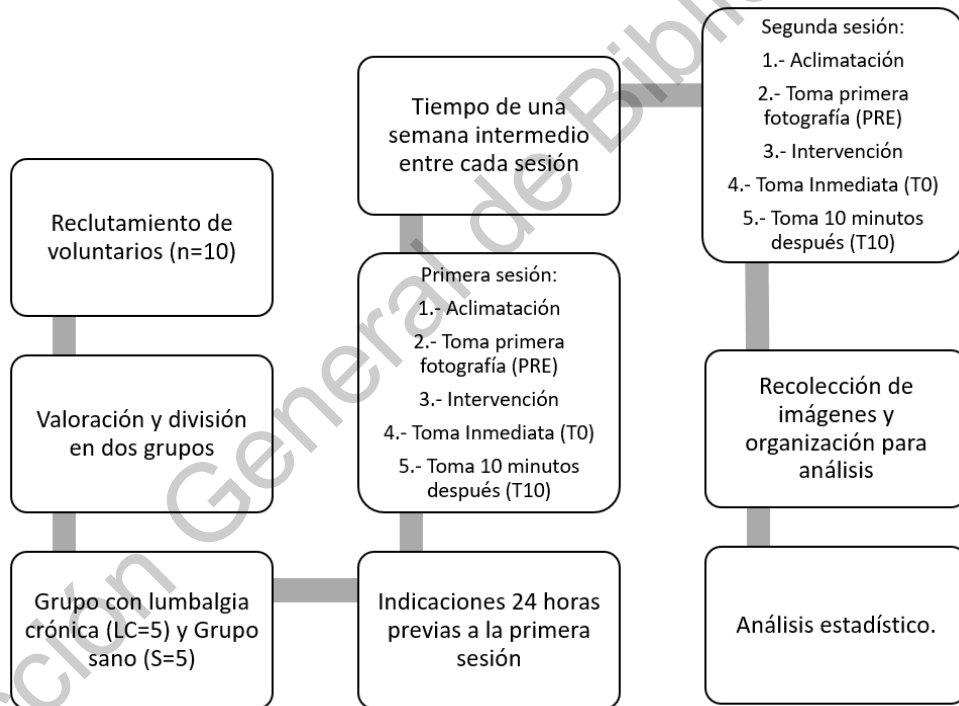 Reclutamiento de
voluntarios (n=10)
Valoración y división
en dos grupos
Grupo con lumbalgia
crónica (LC=5) y Grupo
sano (S=5)
Indicaciones 24 horas
previas a la primera
sesión
Primera sesión:
1.- Aclimatación
2.- Toma primera
fotografía (PRE)
3.- Intervención
4.- Toma Inmediata (T0)
5.- Toma 10 minutos
después (T10)
Tiempo de una
semana intermedio
entre cada sesión
Segunda sesión:
1.- Aclimatación
2.- Toma primera
fotografía (PRE)
3.- Intervención
4.- Toma Inmediata (T0)
5.- Toma 10 minutos
después (T10)
Recolección de
imágenes y
organización para
análisis
Análisis estadístico.
General de